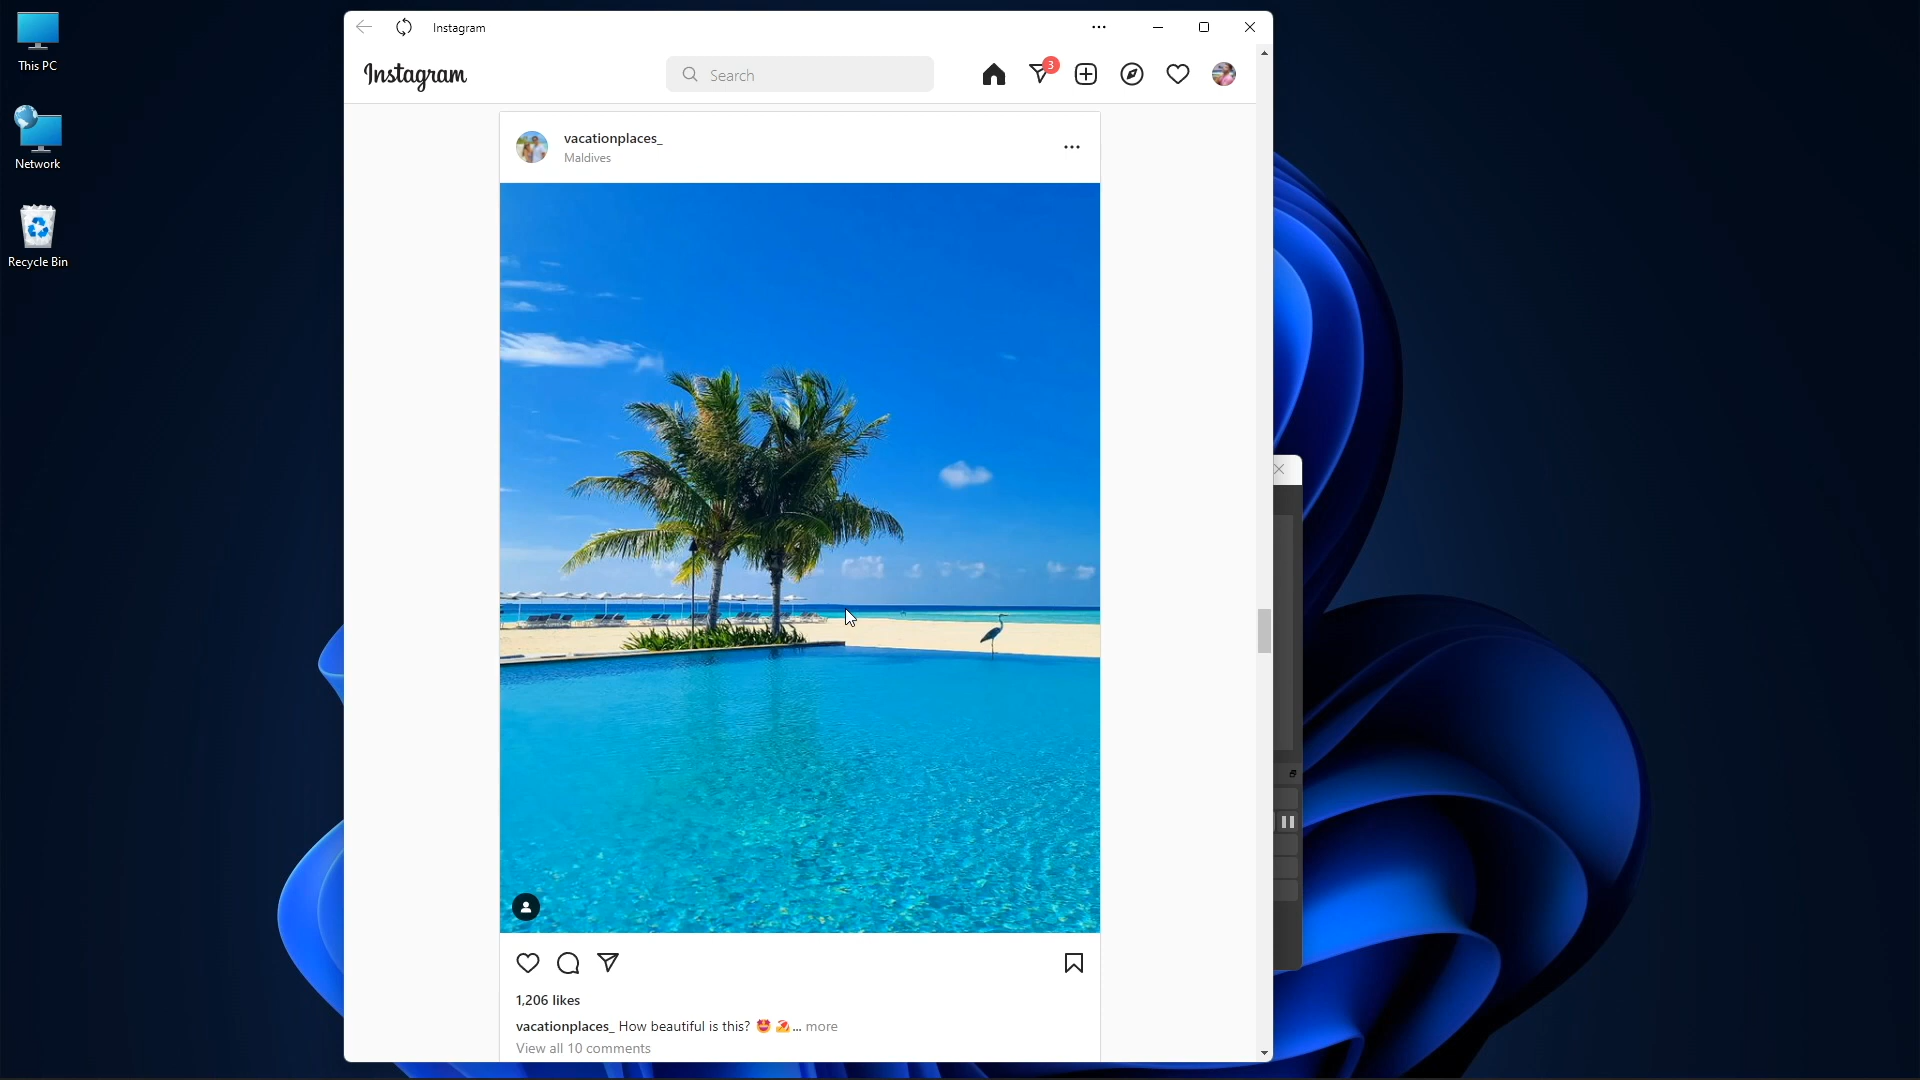 This PC
Network
Recycle Bin
Instagram
Instagram
Search
3
vacationplaces_
Maldives
1,206 likes
vacationplaces_ How beautiful is this? 🤩 🏖️... more
View all 10 comments